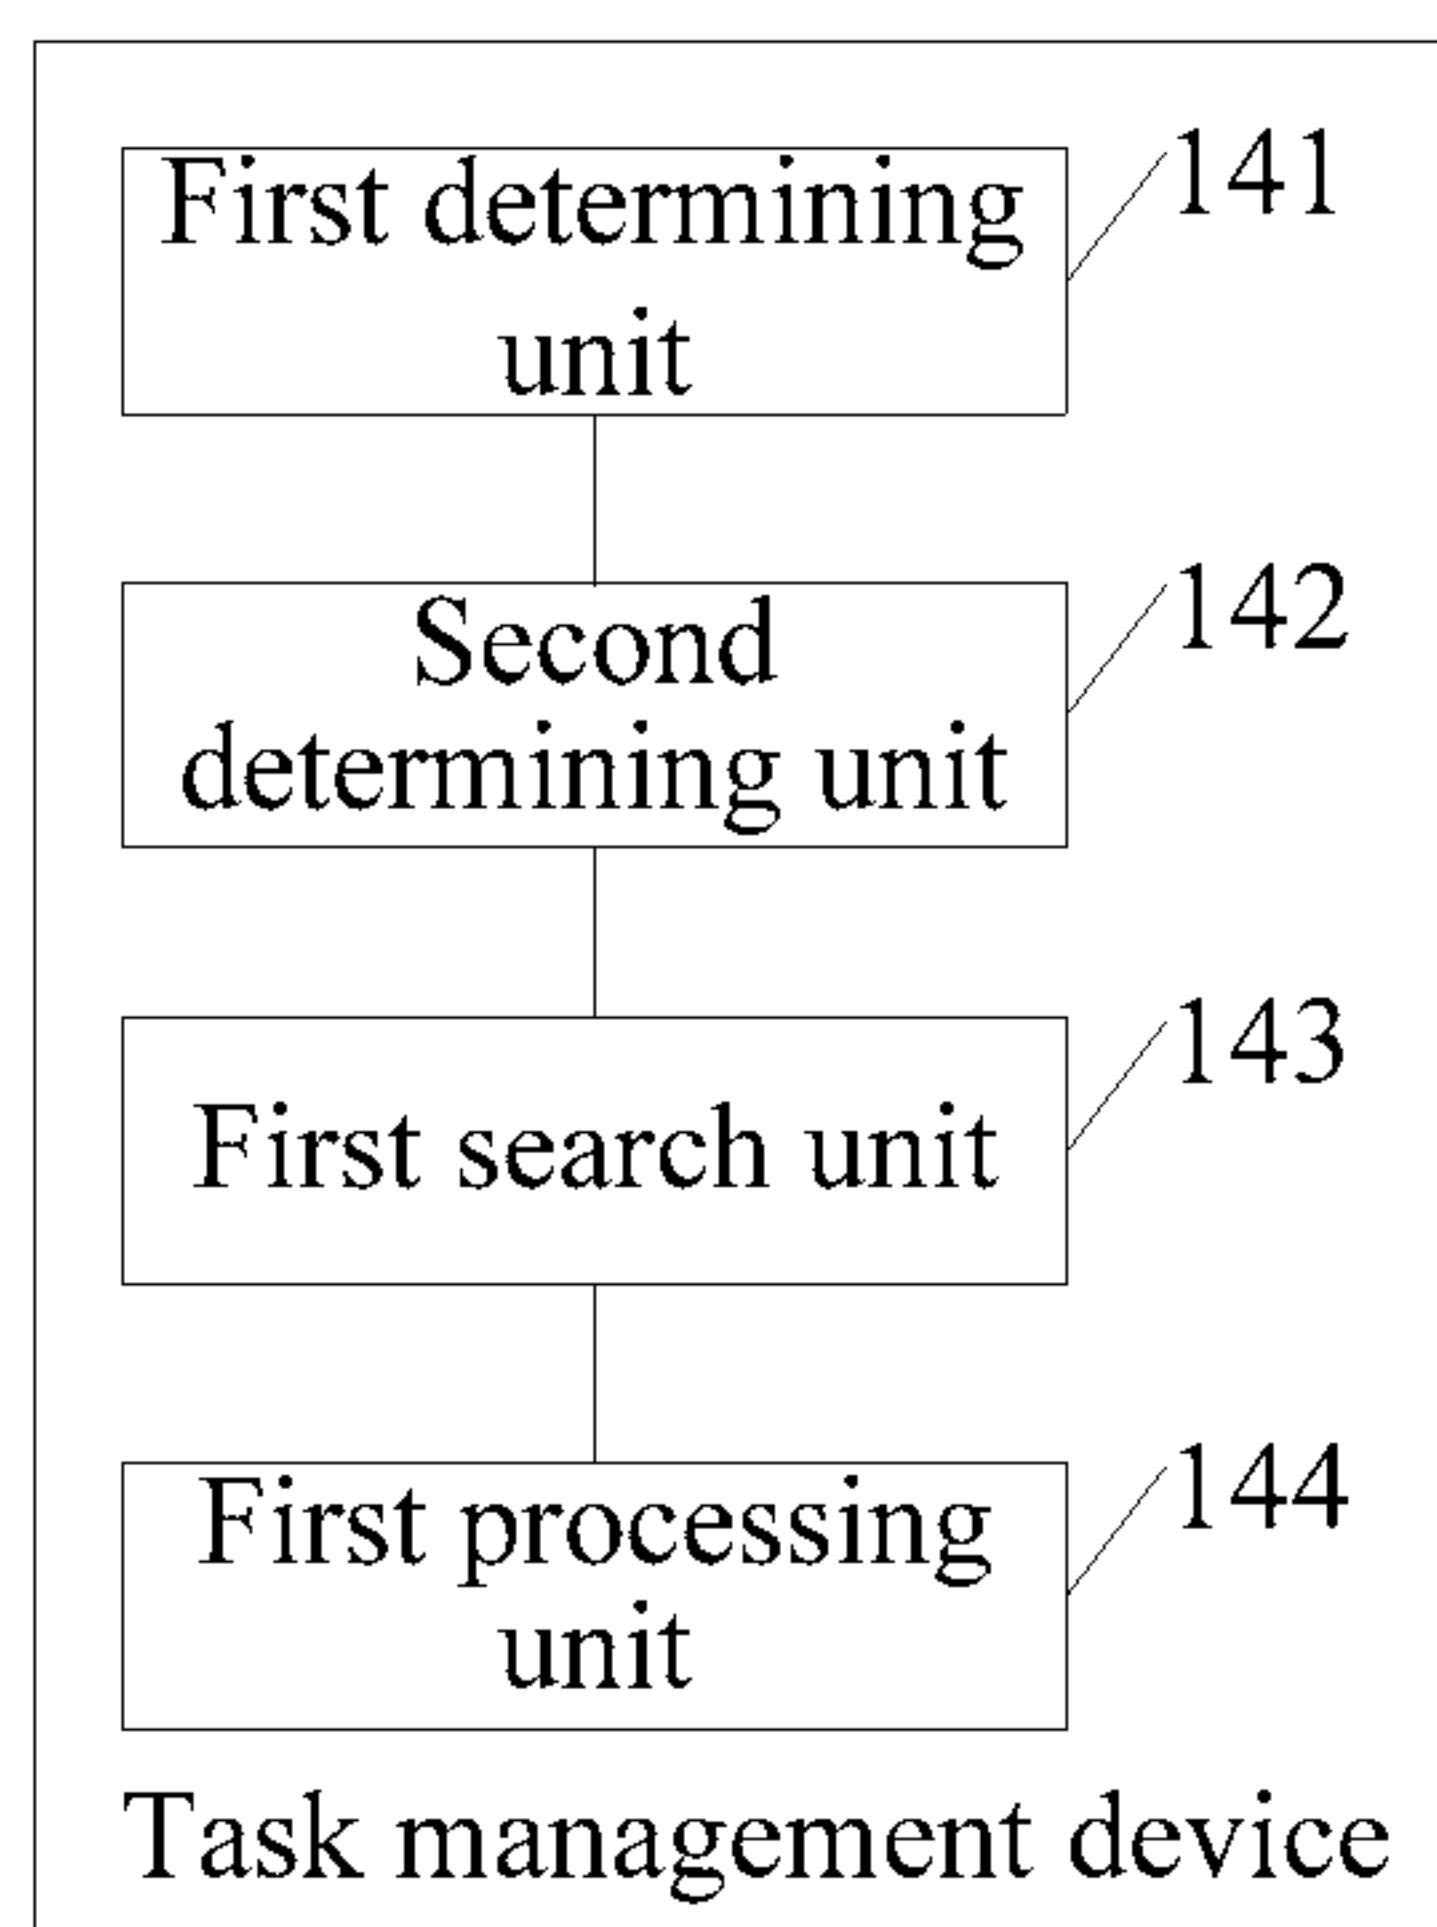 First determining
unit
141
Second
determining unit
142
First search unit
143
First processing
unit
144
Task management device